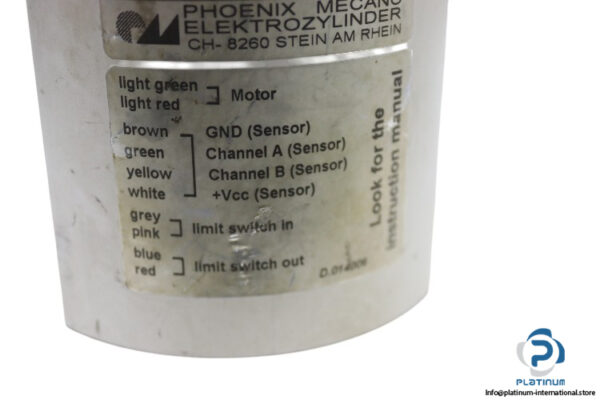 PHOENIX MECANO
ELEKTROZYLINDER
CH- 8260 STEIN AM RHEIN
light green
light red
Motor
brown GND (Sensor)
green Channel A (Sensor)
yellow Channel B (Sensor)
white +Vcc (Sensor)
grey
pink
limit switch in
blue
red
limit switch out
Look for the
instruction manual
D.014006
PLATINUM
Info@platinum-international.store